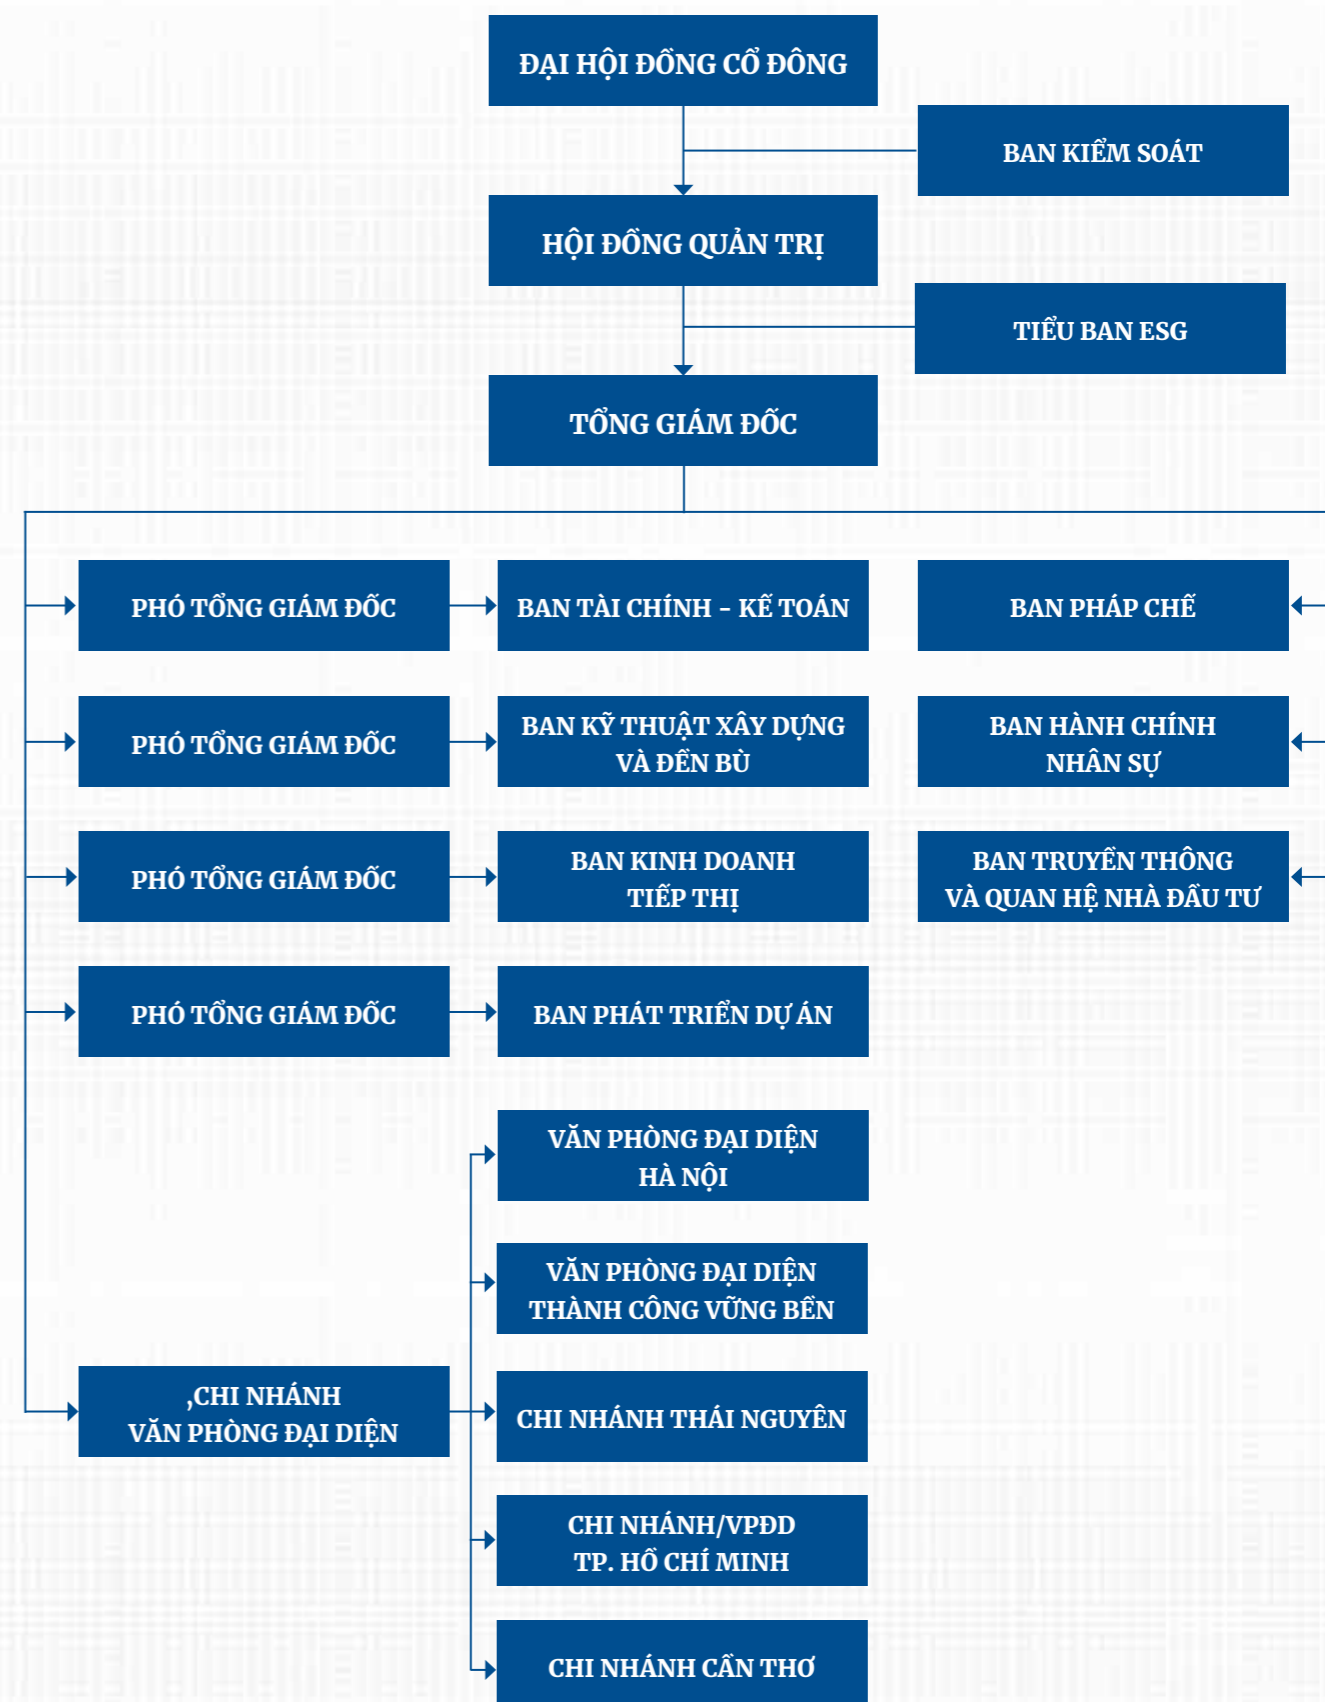 ĐẠI HỘI ĐỒNG CỔ ĐÔNG
BAN KIỂM SOÁT
HỘI ĐỒNG QUẢN TRỊ
TIỂU BAN ESG
TỔNG GIÁM ĐỐC
PHÓ TỔNG GIÁM ĐỐC
BAN TÀI CHÍNH - KẾ TOÁN
BAN PHÁP CHẾ
PHÓ TỔNG GIÁM ĐỐC
BAN KỸ THUẬT XÂY DỰNG
VÀ ĐỀN BÙ
BAN HÀNH CHÍNH
NHÂN SỰ
PHÓ TỔNG GIÁM ĐỐC
BAN KINH DOANH
TIẾP THỊ
BAN TRUYỀN THÔNG
VÀ QUAN HỆ NHÀ ĐẦU TƯ
PHÓ TỔNG GIÁM ĐỐC
BAN PHÁT TRIỂN DỰ ÁN
VĂN PHÒNG ĐẠI DIỆN
HÀ NỘI
VĂN PHÒNG ĐẠI DIỆN
THÀNH CÔNG VỮNG BỀN
,CHI NHÁNH
VĂN PHÒNG ĐẠI DIỆN
CHI NHÁNH THÁI NGUYÊN
CHI NHÁNH/VPĐD
TP. HỒ CHÍ MINH
CHI NHÁNH CẦN THƠ